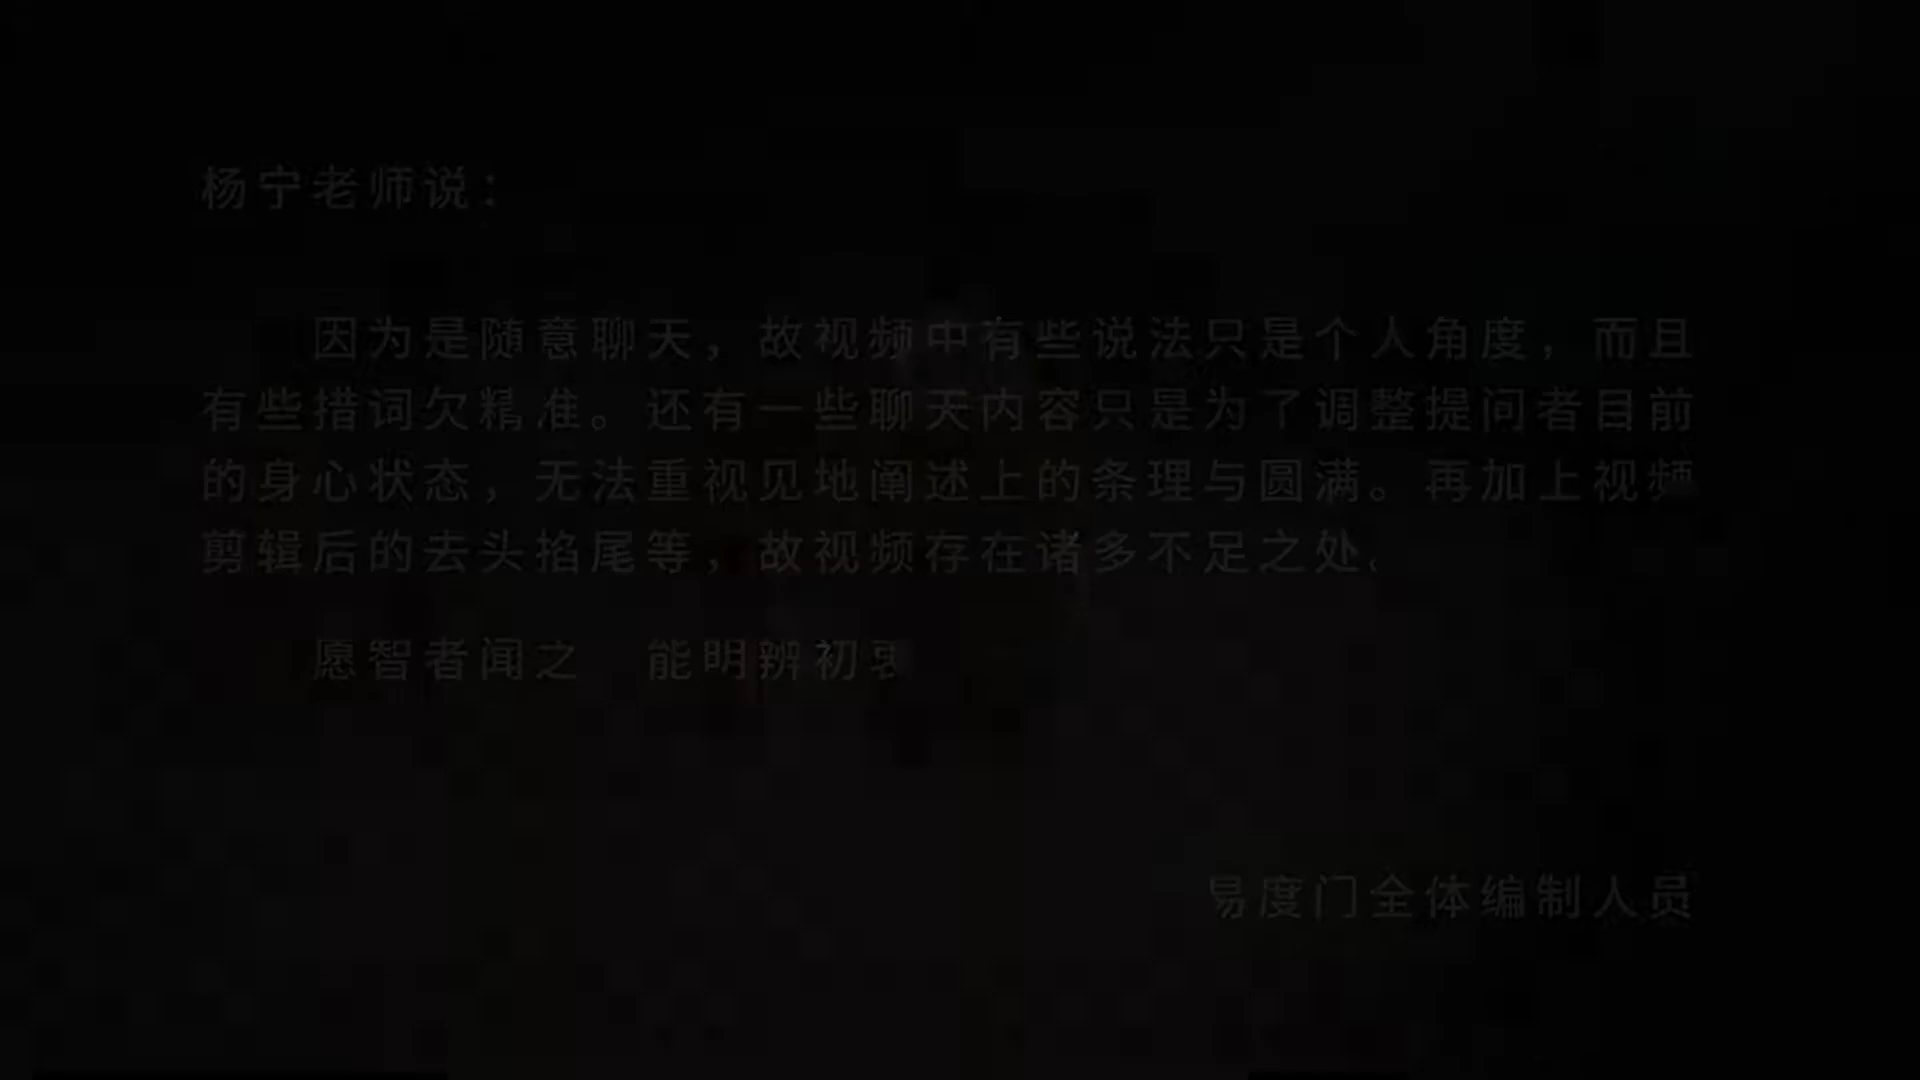 杨宁老师说：
因为是随意聊天，故视频中有些说法只是个人角度，而且
有些措词欠精准。还有一些聊天内容只是为了调整提问者目前
的身心状态，无法重视见地阐述上的条理与圆满。再加上视频
剪辑后的去头掐尾等，故视频存在诸多不足之处。
愿智者闻之 能明辨初衷
易度门全体编制人员